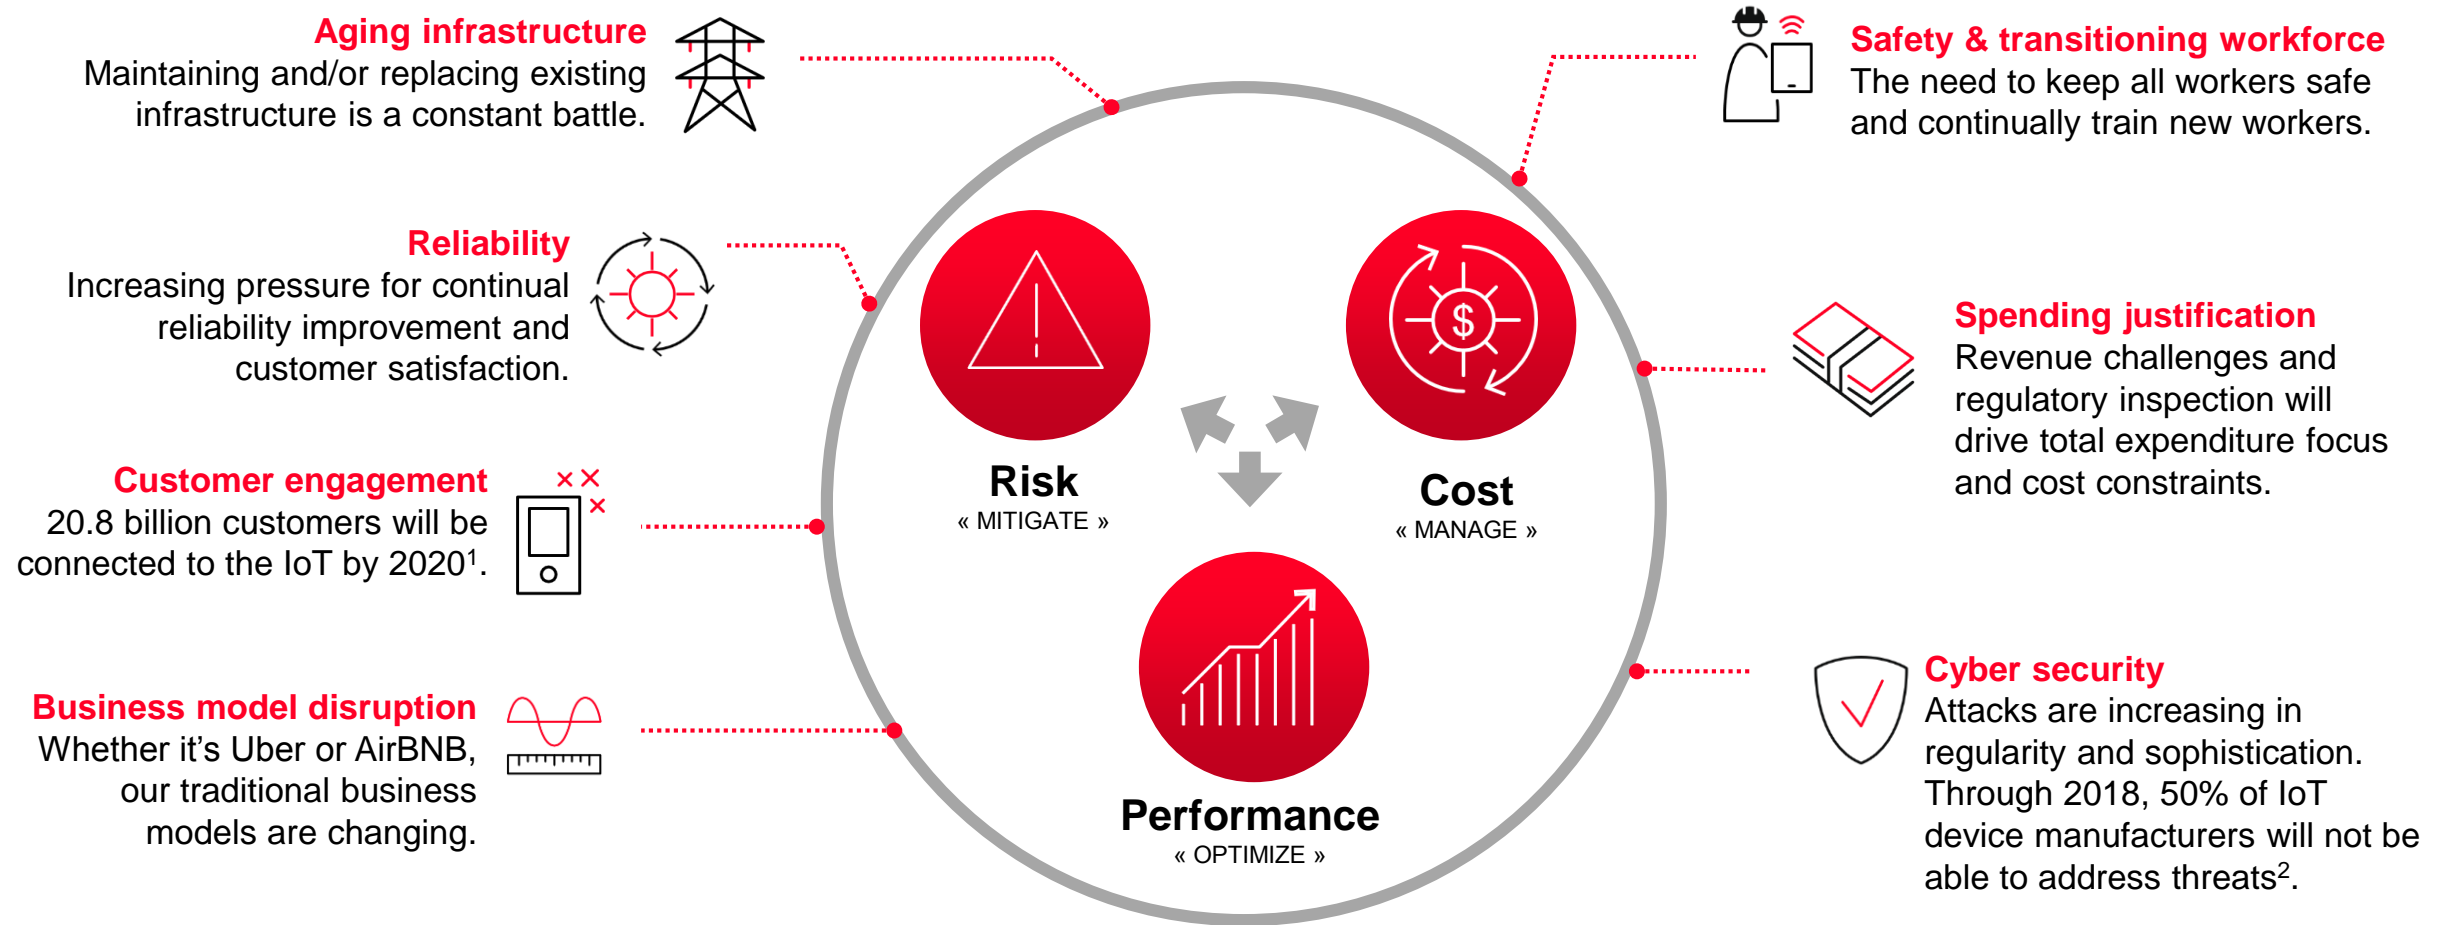 Aging infrastructure
Maintaining and/or replacing existing
infrastructure is a constant battle.
Reliability
Increasing pressure for continual
reliability improvement and
customer satisfaction.
Customer engagement
20.8 billion customers will be
connected to the IoT by 2020¹.
Business model disruption
Whether it’s Uber or AirBNB,
our traditional business
models are changing.
Risk
« MITIGATE »
$
Cost
« MANAGE »
Performance
« OPTIMIZE »
Safety & transitioning workforce
The need to keep all workers safe
and continually train new workers.
Spending justification
Revenue challenges and
regulatory inspection will
drive total expenditure focus
and cost constraints.
Cyber security
Attacks are increasing in
regularity and sophistication.
Through 2018, 50% of IoT
device manufacturers will not be
able to address threats².